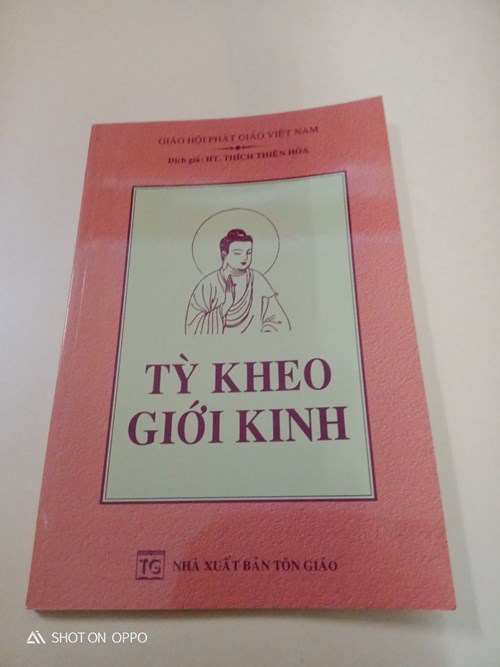 GIÁO HỘI PHẬT GIÁO VIỆT NAM
Dịch giả: HT. THÍCH THIỆN HÒA
TỲ KHEO
GIỚI KINH
TG NHÀ XUẤT BẢN TÔN GIÁO
SHOT ON OPPO